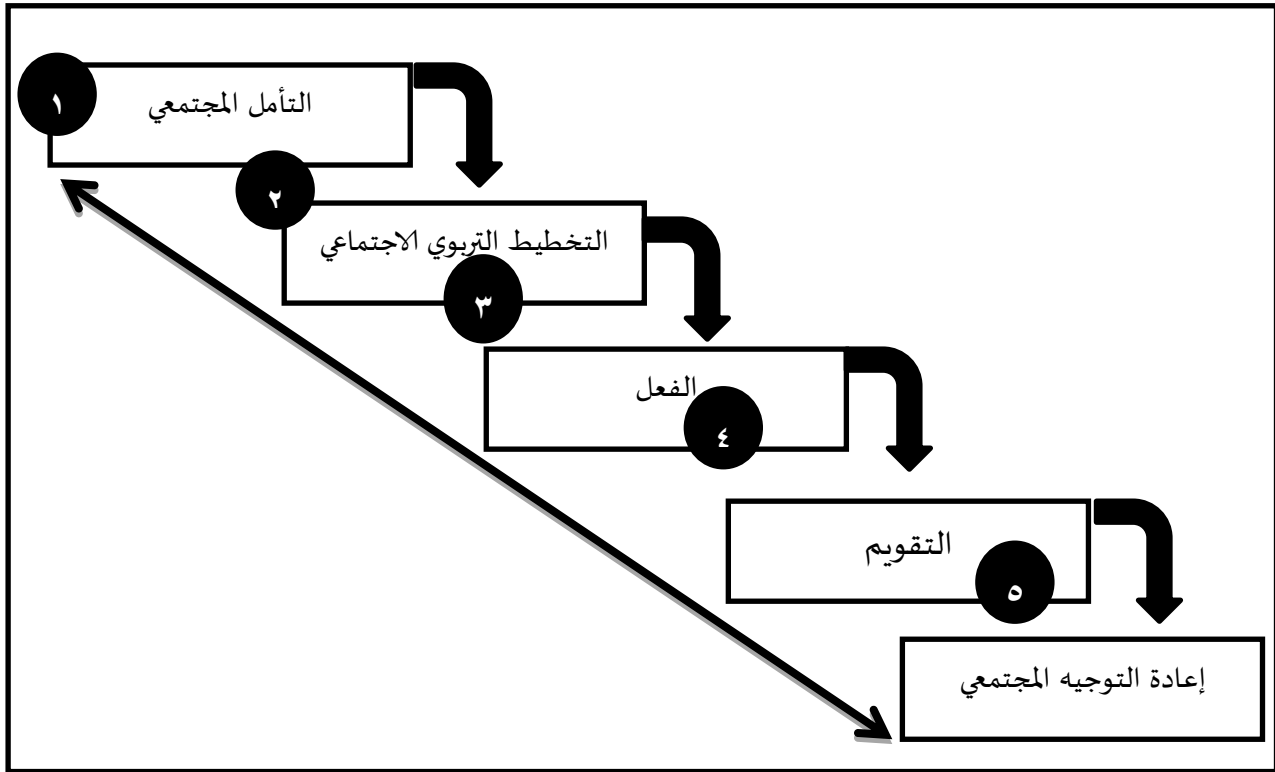 ١
التأمل المجتمعي
٢
التخطيط التربوي الاجتماعي
٣
الفعل
٤
التقويم
٥
إعادة التوجيه المجتمعي